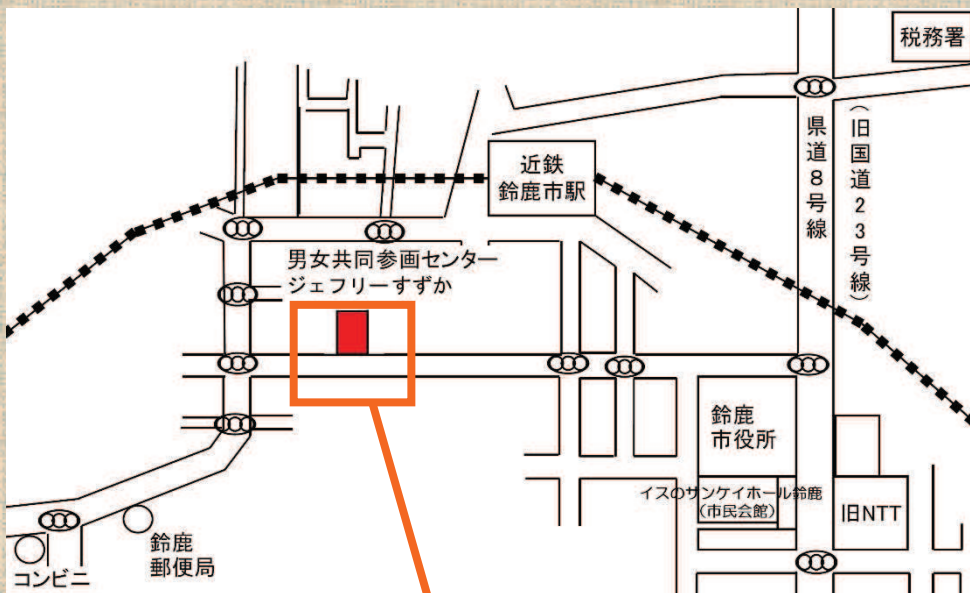 税務署
近鉄
鈴鹿市駅
県道8号線
(旧国道23号線)
男女共同参画センター
ジェフリーすずか
鈴鹿
市役所
イスのサンケイホール鈴鹿
(市民会館)
旧NTT
鈴鹿
郵便局
コンビニ